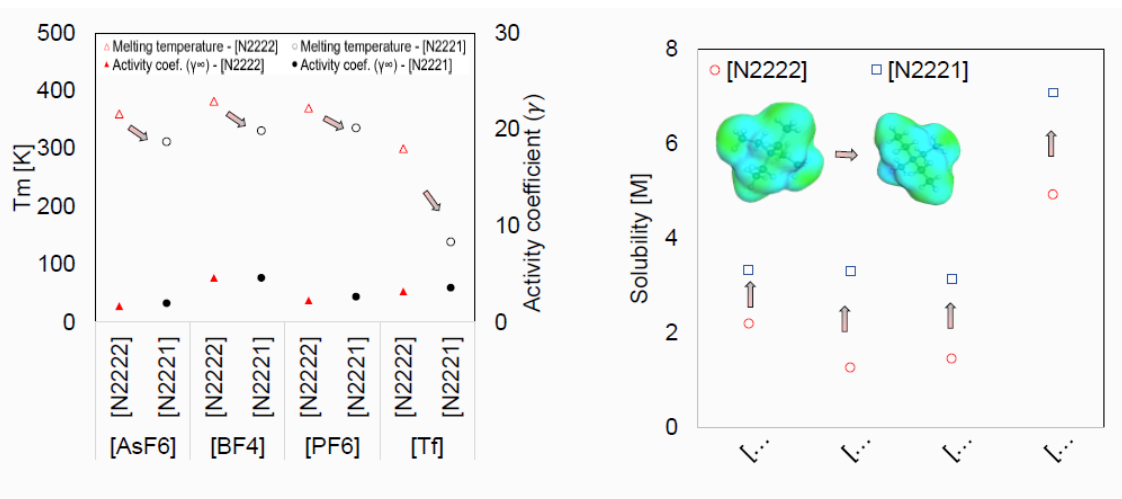 500
400
300
200
100
0
Tm [K]
△ Melting temperature - [N2222] ○ Melting temperature - [N2221]
▲ Activity coef. (γ∞) - [N2222] ● Activity coef. (γ∞) - [N2221]
30
20
10
0
Activity coefficient (γ)
[N2222] [N2221] [N2222] [N2221] [N2222] [N2221] [N2222] [N2221]
[AsF6] [BF4] [PF6] [Tf]
8
6
4
2
0
Solubility [M]
○ [N2222] □ [N2221]
[... [... [... [...